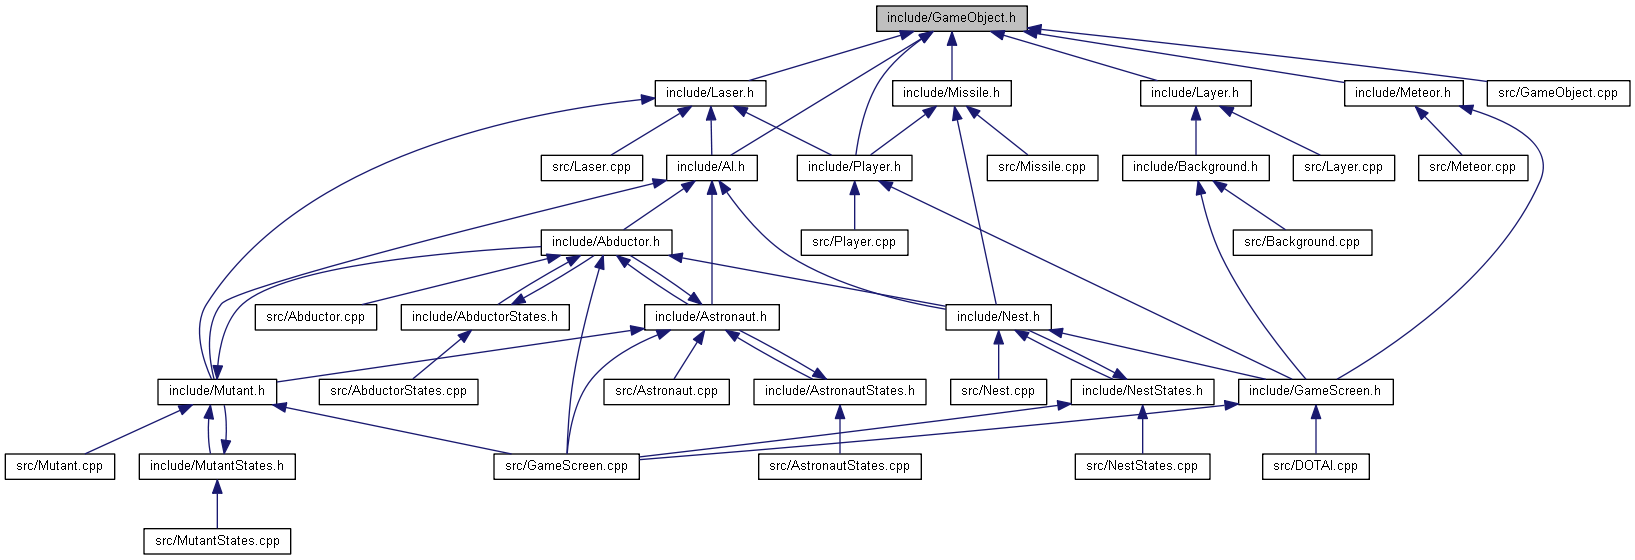 include/GameObject.h
include/Laser.h
include/Missile.h
include/Layer.h
include/Meteor.h
src/GameObject.cpp
src/Laser.cpp
include/AI.h
include/Player.h
src/Missile.cpp
include/Background.h
src/Layer.cpp
src/Meteor.cpp
include/Abductor.h
src/Player.cpp
src/Background.cpp
src/Abductor.cpp
include/AbductorStates.h
include/Astronaut.h
include/Nest.h
include/Mutant.h
src/AbductorStates.cpp
src/Astronaut.cpp
include/AstronautStates.h
src/Nest.cpp
include/NestStates.h
include/GameScreen.h
src/Mutant.cpp
include/MutantStates.h
src/GameScreen.cpp
src/AstronautStates.cpp
src/NestStates.cpp
src/DOTAI.cpp
src/MutantStates.cpp